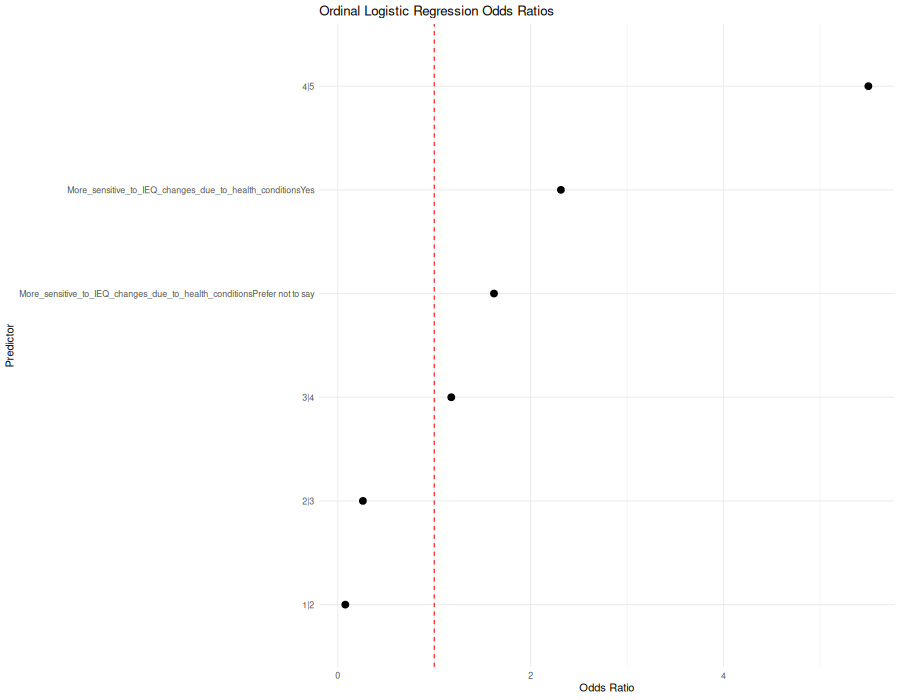 Ordinal Logistic Regression Odds Ratios
4|5
More_sensitive_to_IEQ_changes_due_to_health_conditionsYes
More_sensitive_to_IEQ_changes_due_to_health_conditionsPrefer not to say
Predictor
3|4
2|3
1|2
0 2 4
Odds Ratio